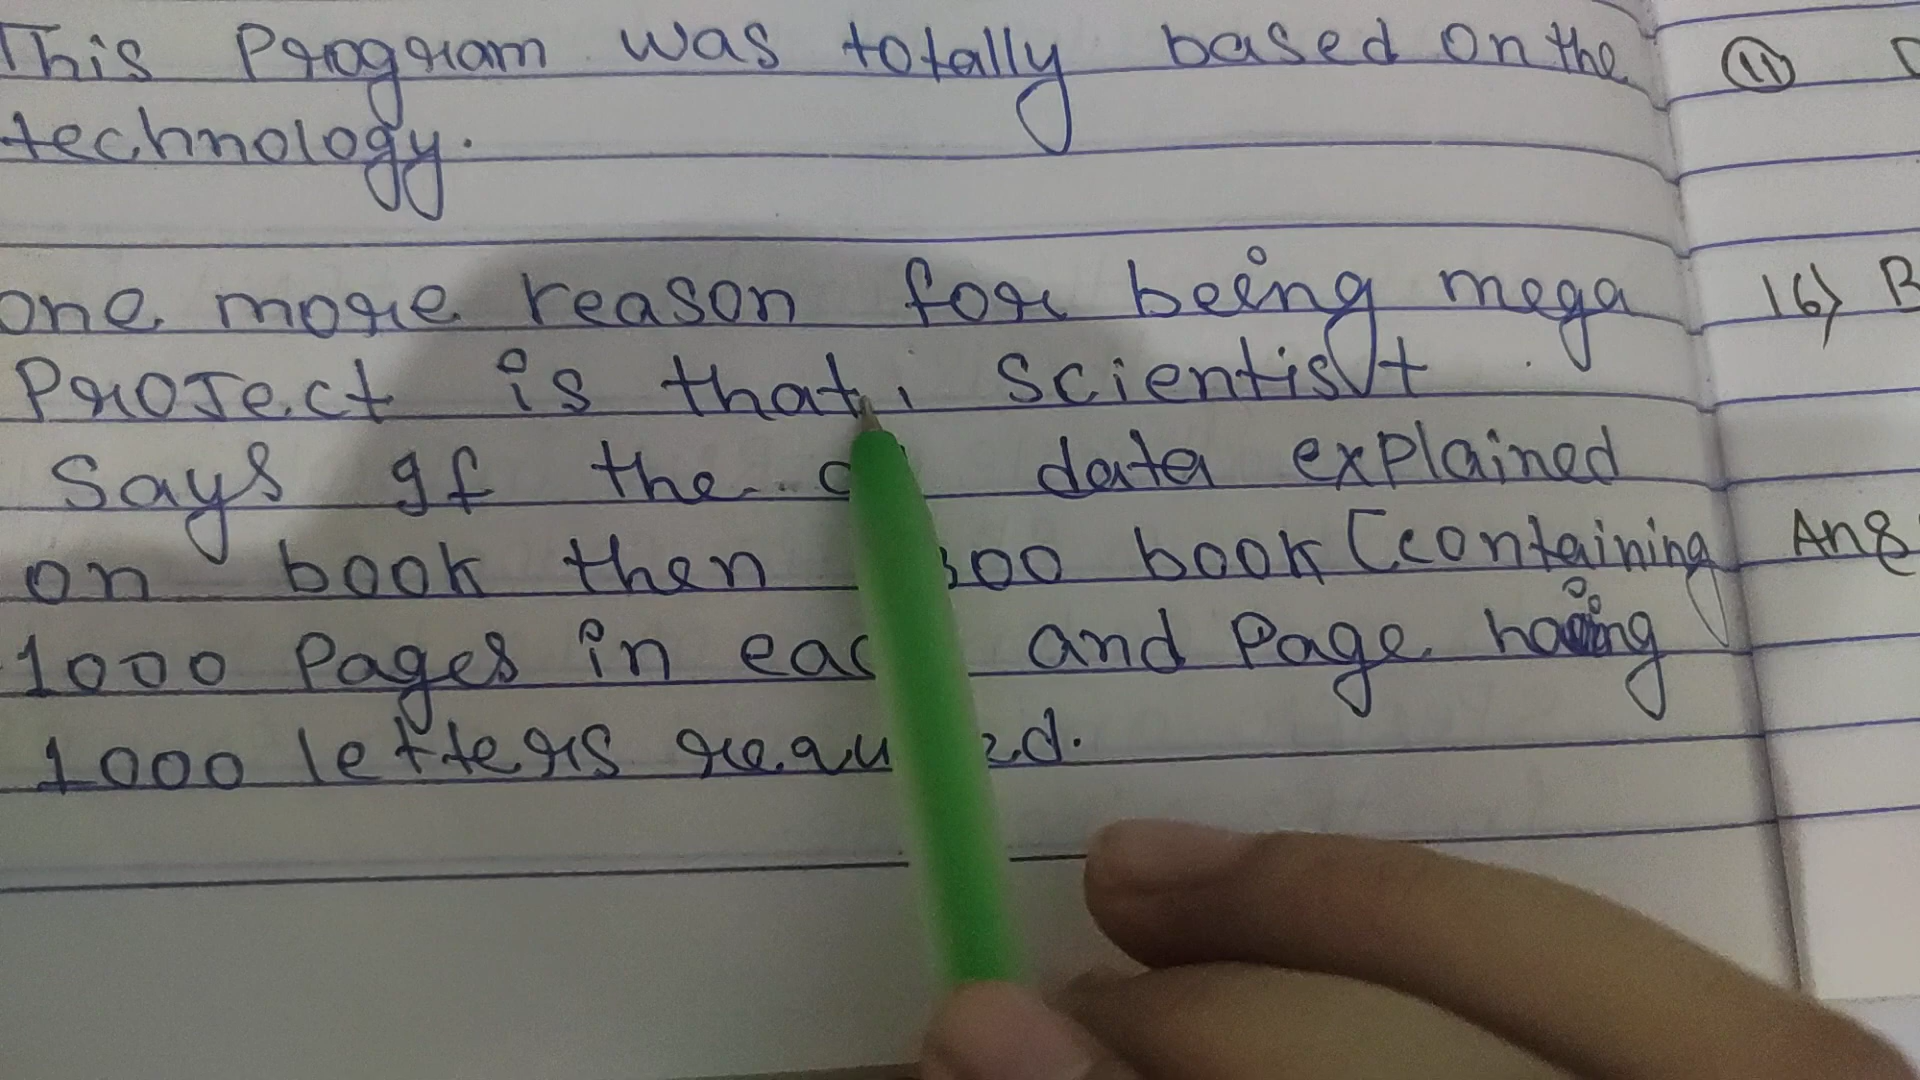 This Program was totally based on the
technology.
one more reason for being mega
Project is that, scientist
says If the data explained
on book then 300 book [containing
1000 Pages in and Page having
1000 letters
11
16) B
Ans